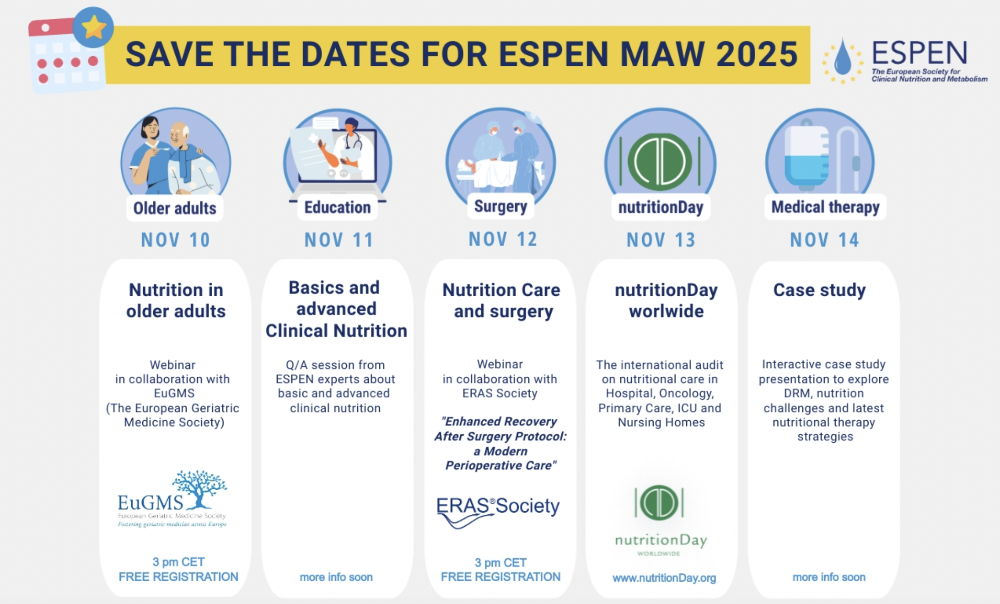 SAVE THE DATES FOR ESPEN MAW 2025
ESPEN
The European Society for
Clinical Nutrition and Metabolism
Older adults
NOV 10
Nutrition in
older adults
Webinar
in collaboration with
EuGMS
(The European Geriatric
Medicine Society)
EuGMS
European Geriatric Medicine Society
Fostering geriatric medicine across Europe
3 pm CET
FREE REGISTRATION
Education
NOV 11
Basics and
advanced
Clinical Nutrition
Q/A session from
ESPEN experts about
basic and advanced
clinical nutrition
more info soon
Surgery
NOV 12
Nutrition Care
and surgery
Webinar
in collaboration with
ERAS Society
"Enhanced Recovery
After Surgery Protocol:
a Modern
Perioperative Care"
ERAS®Society
3 pm CET
FREE REGISTRATION
nutritionDay
NOV 13
nutritionDay
worlwide
The international audit
on nutritional care in
Hospital, Oncology,
Primary Care, ICU and
Nursing Homes
nutritionDay
WORLDWIDE
www.nutritionDay.org
Medical therapy
NOV 14
Case study
Interactive case study
presentation to explore
DRM, nutrition
challenges and latest
nutritional therapy
strategies
more info soon